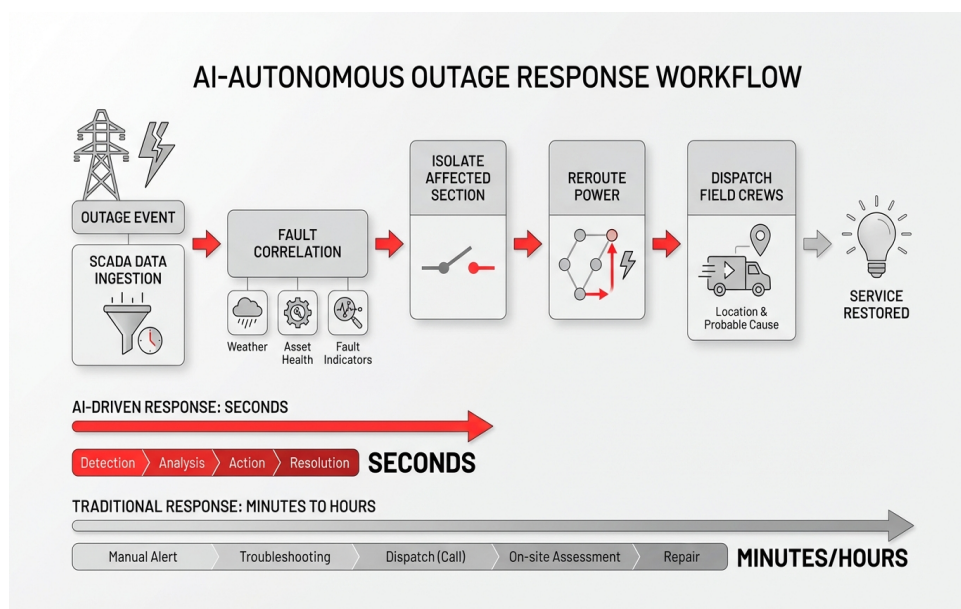 AI-AUTONOMOUS OUTAGE RESPONSE WORKFLOW
OUTAGE EVENT
SCADA DATA
INGESTION
FAULT
CORRELATION
Weather
Asset
Health
Fault
Indicators
ISOLATE
AFFECTED
SECTION
REROUTE
POWER
DISPATCH
FIELD CREWS
Location &
Probable Cause
SERVICE
RESTORED
AI-DRIVEN RESPONSE: SECONDS
Detection
Analysis
Action
Resolution
SECONDS
TRADITIONAL RESPONSE: MINUTES TO HOURS
Manual Alert
Troubleshooting
Dispatch (Call)
On-site Assessment
Repair
MINUTES/HOURS